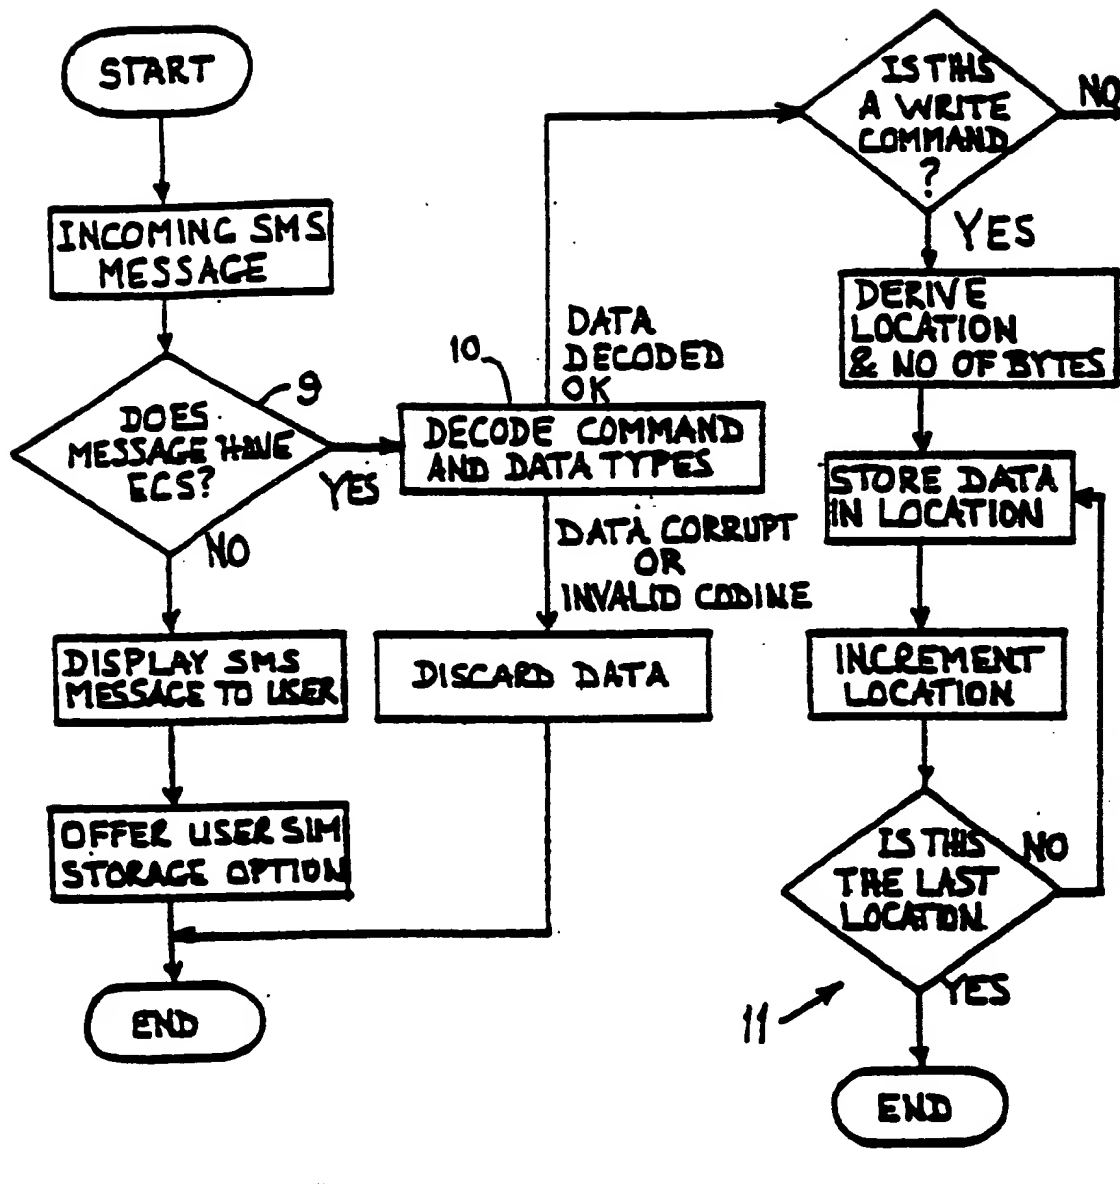 START
INCOMING SMS
MESSAGE
9
DOES
MESSAGE HAVE
ECS?
YES
NO
DISPLAY SMS
MESSAGE TO USER
OFFER USER SIM
STORAGE OPTION
END
10
DATA
DECODED
OK
DECODE COMMAND
AND DATA TYPES
DATA CORRUPT
OR
INVALID CODINE
DISCARD DATA
IS THIS
A WRITE
COMMAND
?
NO
YES
DERIVE
LOCATION
& NO OF BYTES
STORE DATA
IN LOCATION
INCREMENT
LOCATION
IS THIS
THE LAST
LOCATION
NO
YES
11
END